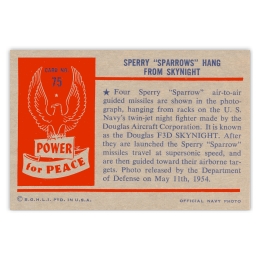 CARD NO.
75
POWER
for PEACE
© B.G.H.L.I. PTD. IN U.S.A.
SPERRY "SPARROWS" HANG
FROM SKYNIGHT
★ Four Sperry "Sparrow" air-to-air
guided missiles are shown in the photo-
graph, hanging from racks on the U. S.
Navy's twin-jet night fighter made by the
Douglas Aircraft Corporation. It is known
as the Douglas F3D SKYNIGHT. After
they are launched the Sperry "Sparrow"
missiles travel at supersonic speed, and
are then guided toward their airborne tar-
gets. Photo released by the Department
of Defense on May 11th, 1954.
OFFICIAL NAVY PHOTO